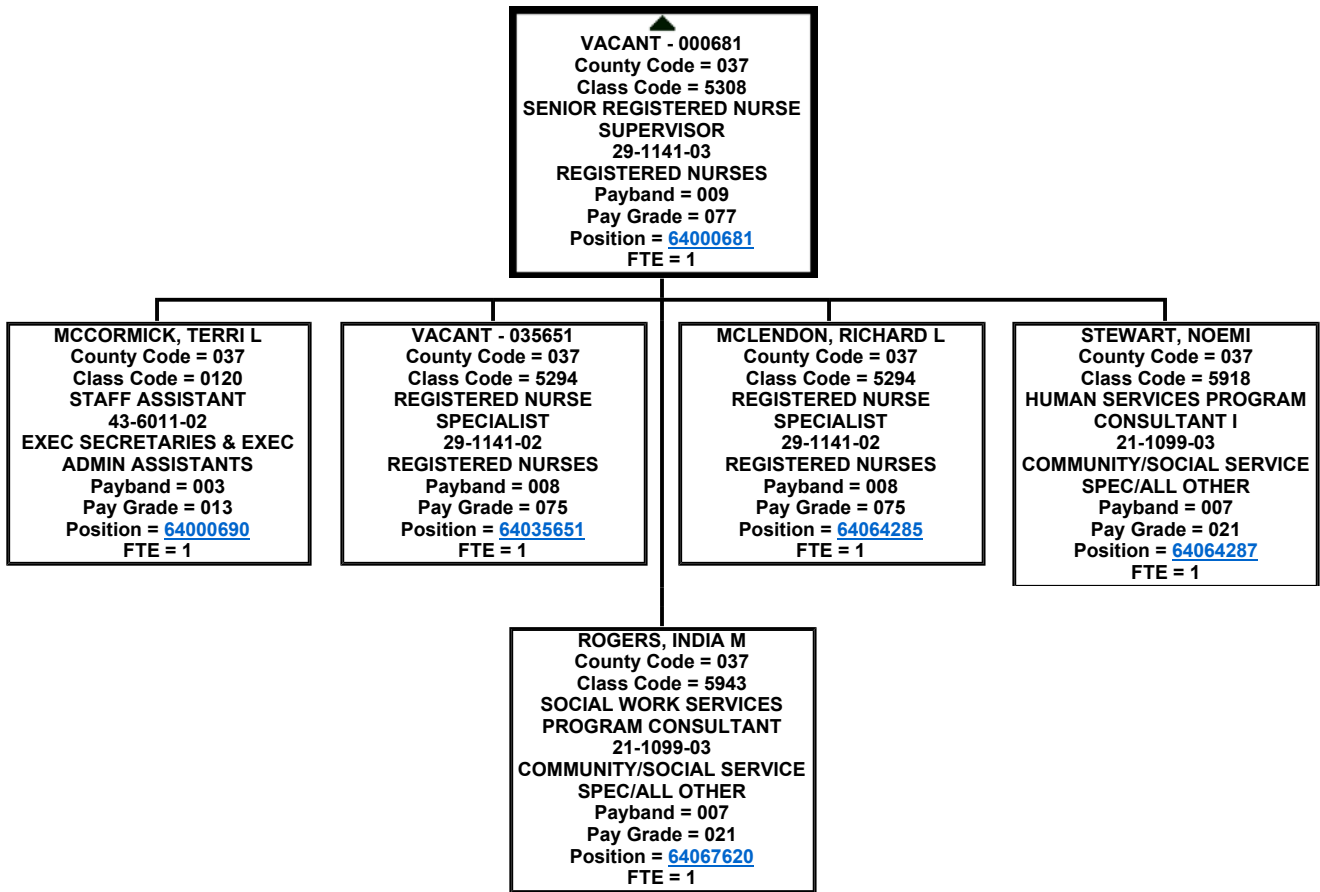 VACANT - 000681
County Code = 037
Class Code = 5308
SENIOR REGISTERED NURSE
SUPERVISOR
29-1141-03
REGISTERED NURSES
Payband = 009
Pay Grade = 077
Position = 64000681
FTE = 1
MCCORMICK, TERRI L
County Code = 037
Class Code = 0120
STAFF ASSISTANT
43-6011-02
EXEC SECRETARIES & EXEC
ADMIN ASSISTANTS
Payband = 003
Pay Grade = 013
Position = 64000690
FTE = 1
VACANT - 035651
County Code = 037
Class Code = 5294
REGISTERED NURSE
SPECIALIST
29-1141-02
REGISTERED NURSES
Payband = 008
Pay Grade = 075
Position = 64035651
FTE = 1
MCLENDON, RICHARD L
County Code = 037
Class Code = 5294
REGISTERED NURSE
SPECIALIST
29-1141-02
REGISTERED NURSES
Payband = 008
Pay Grade = 075
Position = 64064285
FTE = 1
STEWART, NOEMI
County Code = 037
Class Code = 5918
HUMAN SERVICES PROGRAM
CONSULTANT I
21-1099-03
COMMUNITY/SOCIAL SERVICE
SPEC/ALL OTHER
Payband = 007
Pay Grade = 021
Position = 64064287
FTE = 1
ROGERS, INDIA M
County Code = 037
Class Code = 5943
SOCIAL WORK SERVICES
PROGRAM CONSULTANT
21-1099-03
COMMUNITY/SOCIAL SERVICE
SPEC/ALL OTHER
Payband = 007
Pay Grade = 021
Position = 64067620
FTE = 1